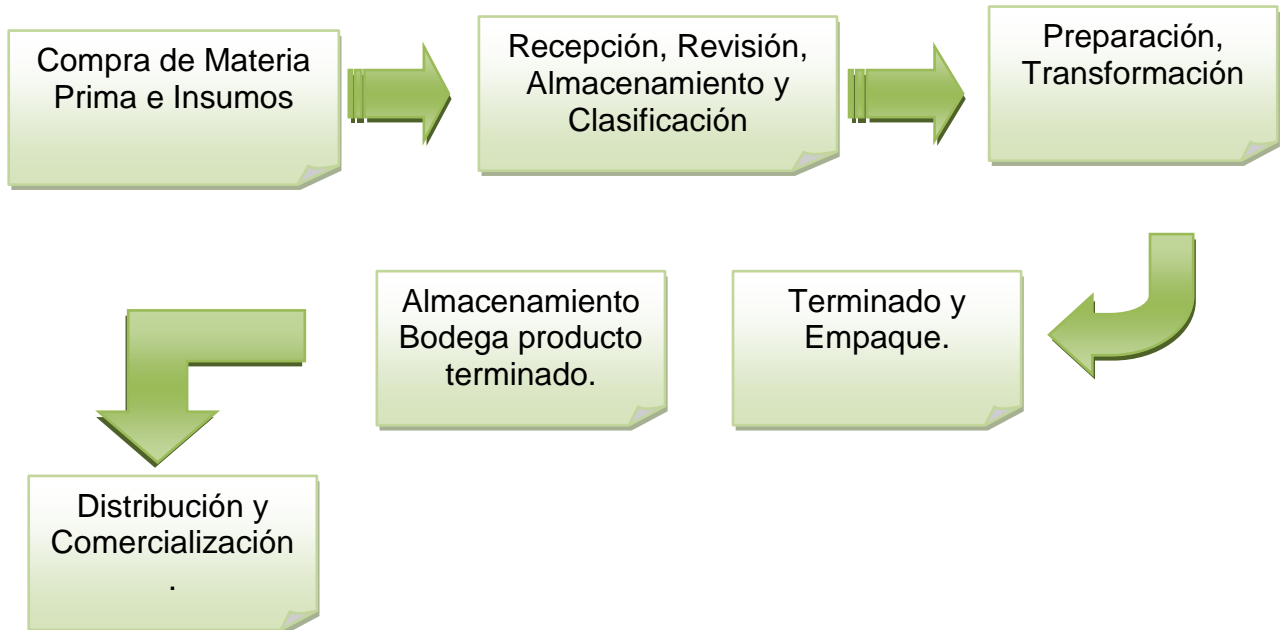 Compra de Materia
Prima e Insumos
Recepción, Revisión,
Almacenamiento y
Clasificación
Preparación,
Transformación
Terminado y
Empaque.
Almacenamiento
Bodega producto
terminado.
Distribución y
Comercialización
.